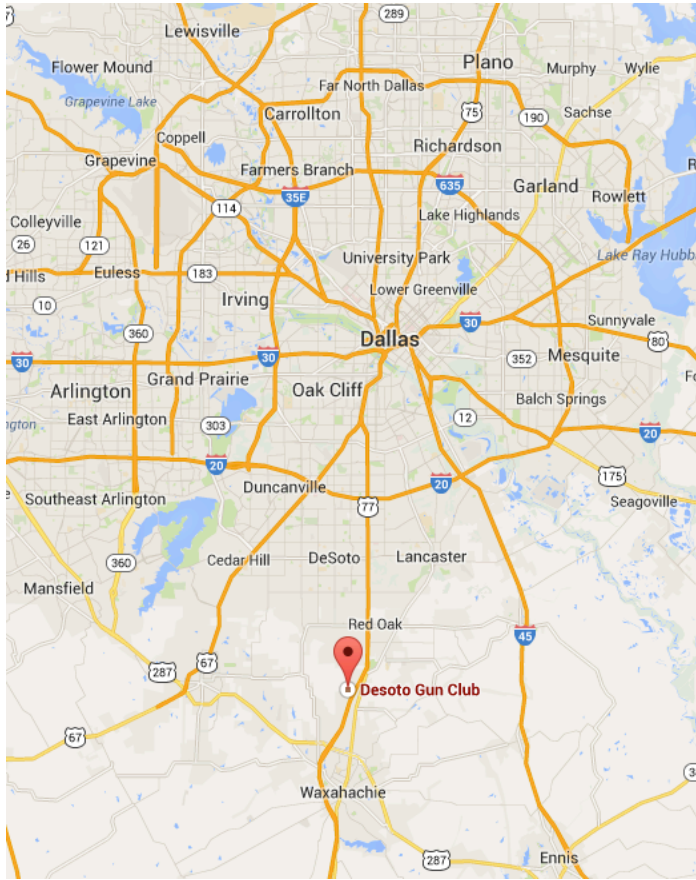 289
Lewisville
Plano
Flower Mound
Murphy
Wylie
Far North Dallas
Grapevine Lake
Carrollton
75
190
Sachse
Coppell
Richardson
Grapevine
Farmers Branch
635
Garland
35E
Rowlett
114
Lake Highlands
Colleyville
26
121
University Park
Lake Ray Hubb
d Hills
Euless
183
Lower Greenville
10
Irving
30
Sunnyvale
360
Dallas
80
30
30
352
Mesquite
Grand Prairie
Arlington
Oak Cliff
Balch Springs
East Arlington
303
12
ngton
20
20
20
175
Duncanville
Southeast Arlington
77
Seagoville
360
Cedar Hill
DeSoto
Lancaster
Mansfield
Red Oak
45
67
287
Desoto Gun Club
67
Waxahachie
287
Ennis